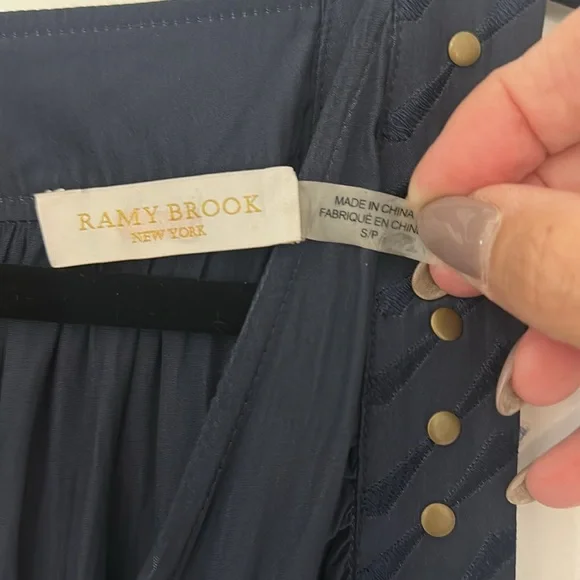 RAMY BROOK
NEW YORK
MADE IN CHINA
FABRIQUÉ EN CHINE
S/P